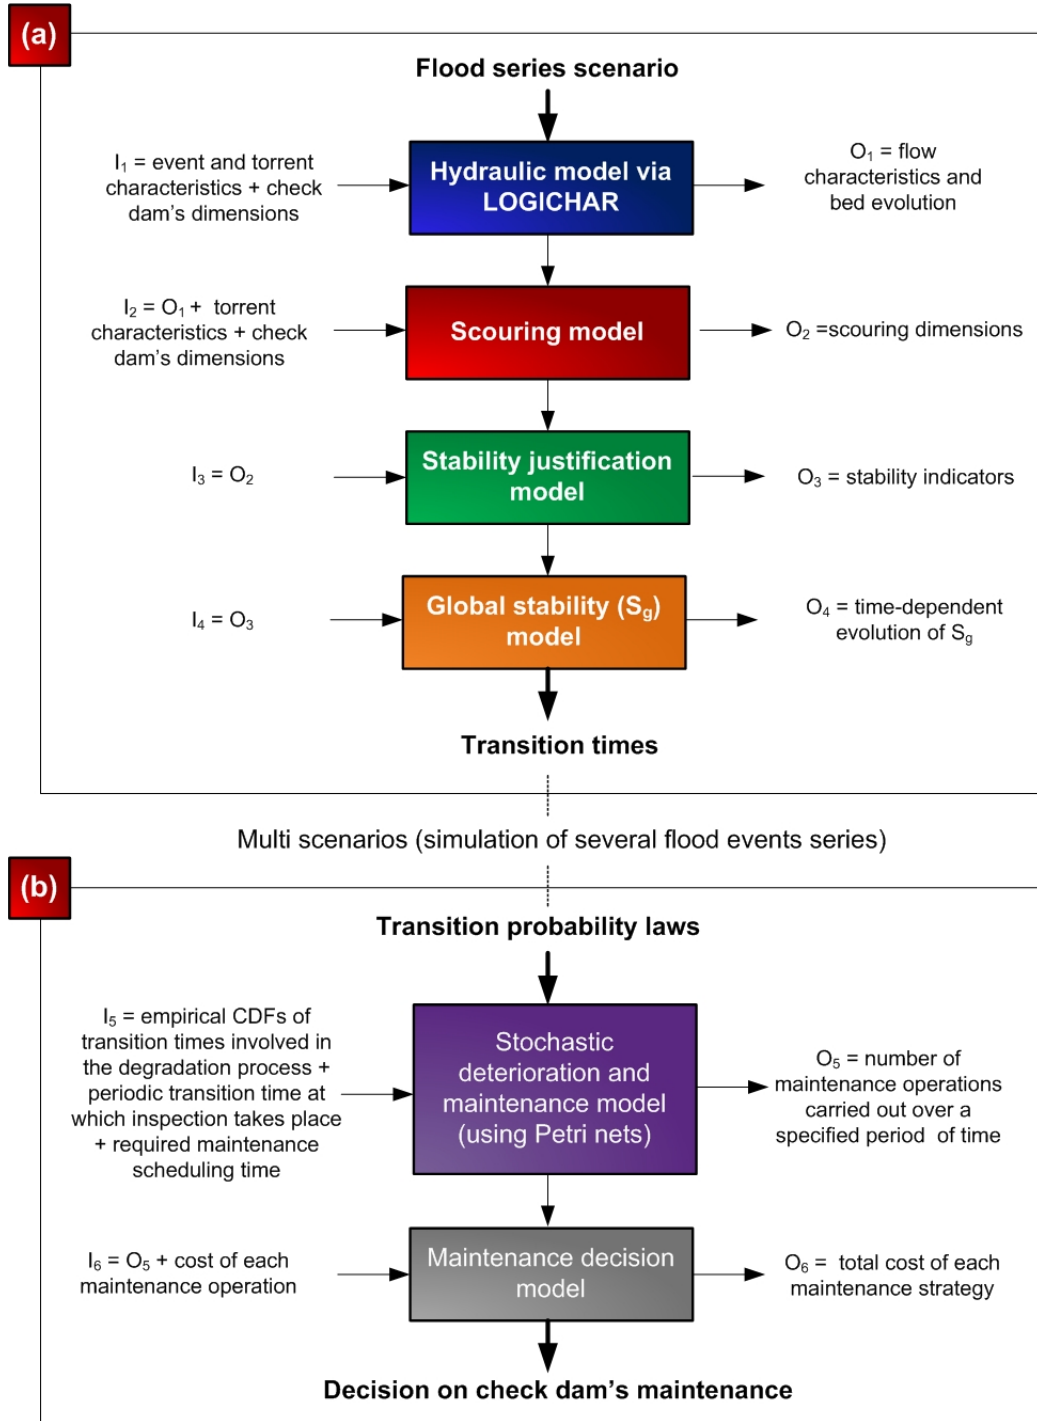 (a)
Flood series scenario
I₁ = event and torrent
characteristics + check
dam's dimensions
Hydraulic model via
LOGICHAR
O₁ = flow
characteristics and
bed evolution
I₂ = O₁ + torrent
characteristics + check
dam's dimensions
Scouring model
O₂ =scouring dimensions
I₃ = O₂
Stability justification
model
O₃ = stability indicators
I₄ = O₃
Global stability (Sg)
model
O₄ = time-dependent
evolution of Sg
Transition times
Multi scenarios (simulation of several flood events series)
(b)
Transition probability laws
I₅ = empirical CDFs of
transition times involved in
the degradation process +
periodic transition time at
which inspection takes place
+ required maintenance
scheduling time
Stochastic
deterioration and
maintenance model
(using Petri nets)
O₅ = number of
maintenance operations
carried out over a
specified period of time
I₆ = O₅ + cost of each
maintenance operation
Maintenance decision
model
O₆ = total cost of each
maintenance strategy
Decision on check dam's maintenance